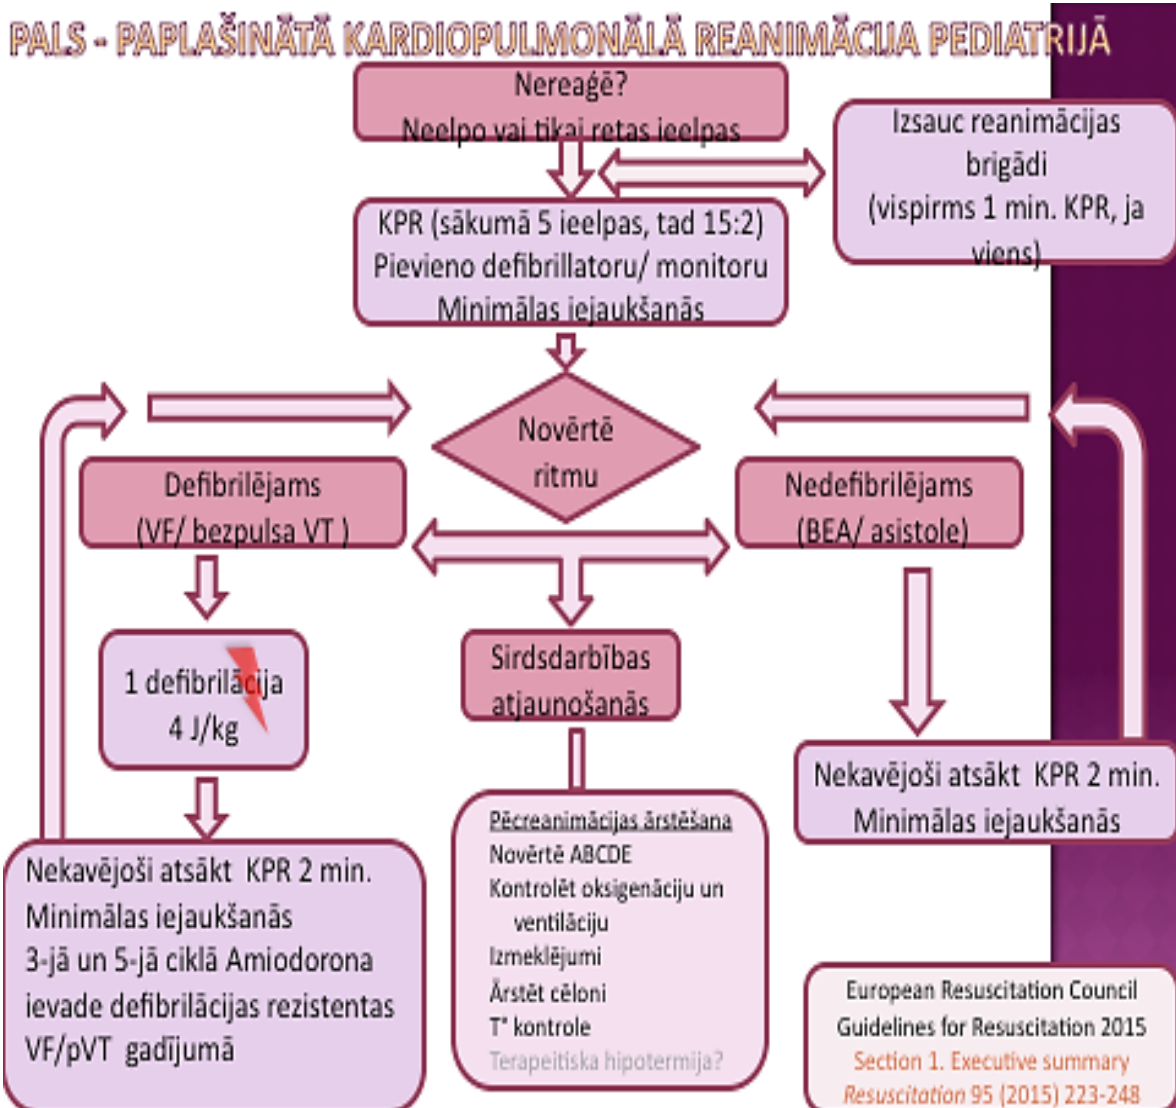 PALS - PAPLAŠINĀTĀ KARDIOPULMONĀLĀ REANIMĀCIJA PEDIATRIJĀ
Nereaģē?
Neelpo vai tikai retas ieelpas
Izsauc reanimācijas
brigādi
(vispirms 1 min. KPR, ja
viens)
KPR (sākumā 5 ieelpas, tad 15:2)
Pievieno defibrillatoru/ monitoru
Minimālas iejaukšanās
Novērtē
ritmu
Defibrilējams
(VF/ bezpulsa VT )
Nedefibrilējams
(BEA/ asistole)
1 defibrilācija
4 J/kg
Sirdsdarbības
atjaunošanās
Nekavējoši atsākt KPR 2 min.
Minimālas iejaukšanās
Nekavējoši atsākt KPR 2 min.
Minimālas iejaukšanās
3-jā un 5-jā ciklā Amiodorona
ievade defibrilācijas rezistentas
VF/pVT gadījumā
Pēcreanimācijas ārstēšana
Novērtē ABCDE
Kontrolēt oksigenāciju un
ventilāciju
Izmeklējumi
Ārstēt cēloni
T° kontrole
Terapeitiska hipotermija?
European Resuscitation Council
Guidelines for Resuscitation 2015
Section 1. Executive summary
Resuscitation 95 (2015) 223-248